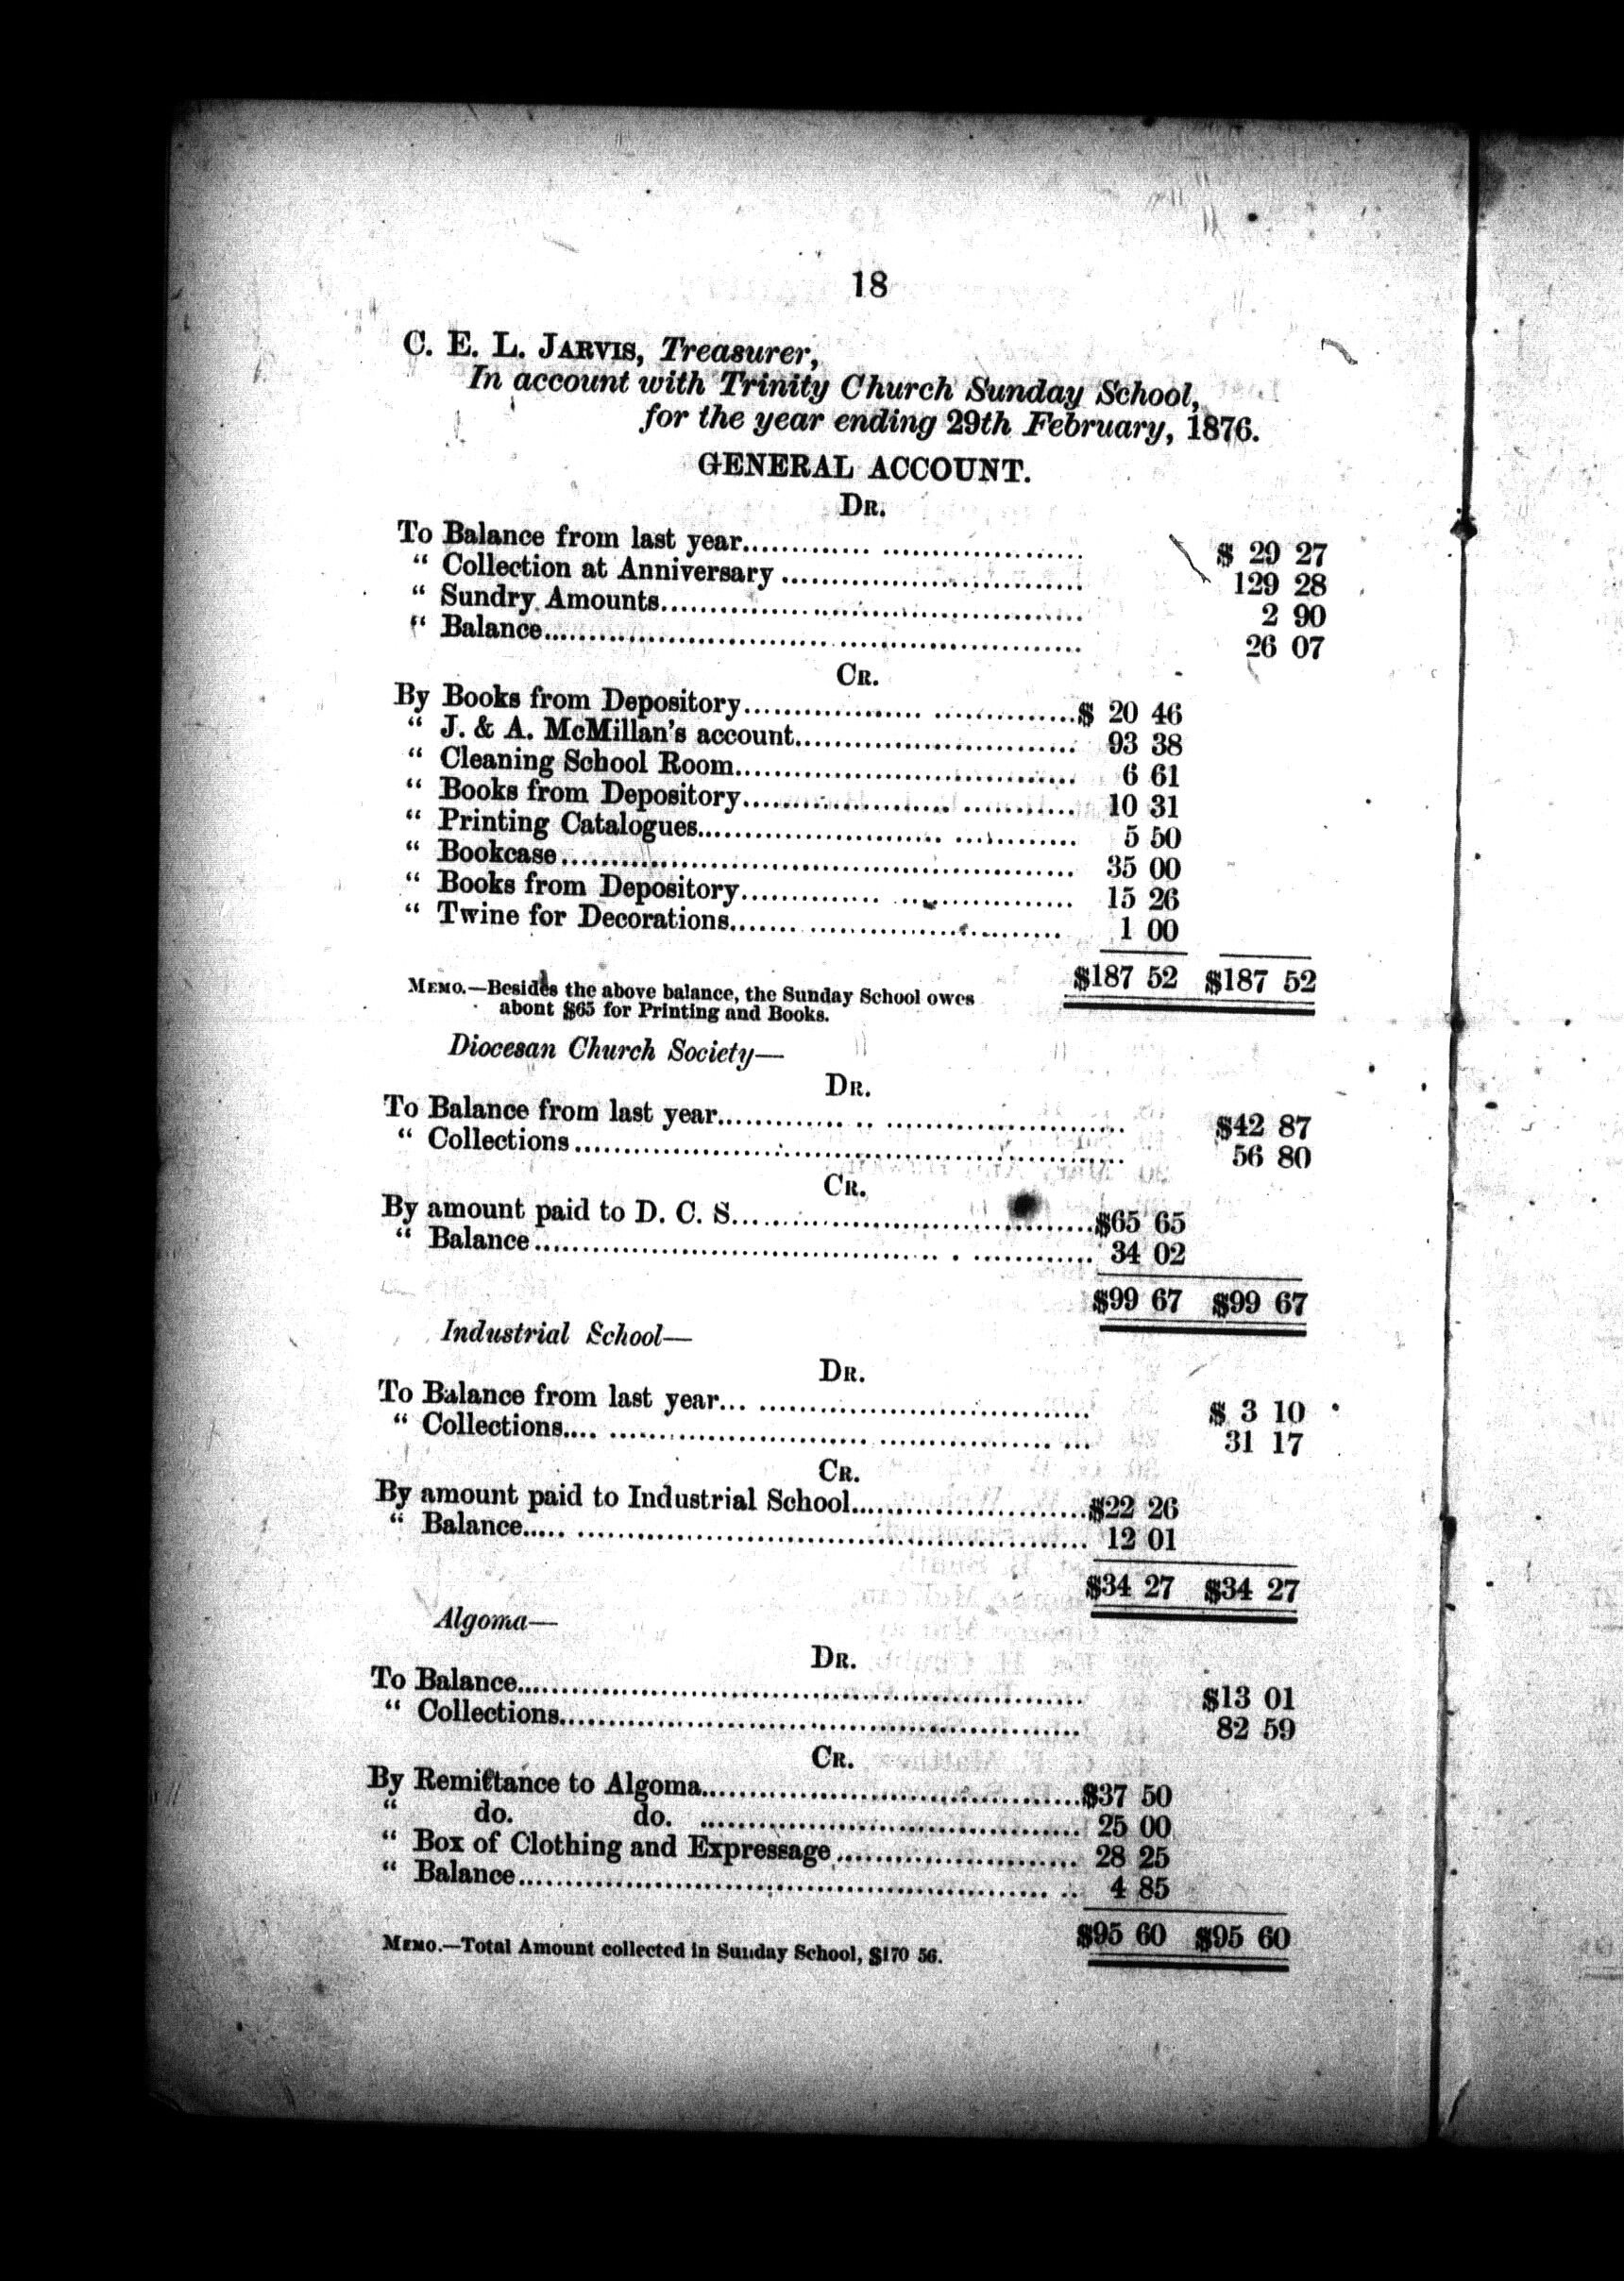 18
C. E. L. JARVIS, Treasurer,
In account with Trinity Church Sunday School,
for the year ending 29th February, 1876.
GENERAL ACCOUNT.
DR.
To Balance from last year.................................... $ 29 27
“ Collection at Anniversary.................................... 129 28
“ Sundry Amounts.................................... 2 90
“ Balance.................................... 26 07
CR.
By Books from Depository....................................$ 20 46
“ J. & A. McMillan's account.................................... 93 38
“ Cleaning School Room.................................... 6 61
“ Books from Depository.................................... 10 31
“ Printing Catalogues.................................... 5 50
“ Bookcase.................................... 35 00
“ Books from Depository.................................... 15 26
“ Twine for Decorations.................................... 1 00
$187 52 $187 52
MEMO.—Besides the above balance, the Sunday School owes
abont $65 for Printing and Books.
Diocesan Church Society—
DR.
To Balance from last year.................................... $42 87
“ Collections.................................... 56 80
CR.
By amount paid to D. C. S....................................$65 65
“ Balance.................................... 34 02
$99 67 $99 67
Industrial School—
DR.
To Balance from last year.................................... $ 3 10
“ Collections.................................... 31 17
CR.
By amount paid to Industrial School....................................$22 26
“ Balance.................................... 12 01
$34 27 $34 27
Algoma—
DR.
To Balance.................................... $13 01
“ Collections.................................... 82 59
CR.
By Remittance to Algoma....................................$37 50
“ do. do. .................................... 25 00
“ Box of Clothing and Expressage.................................... 28 25
“ Balance.................................... 4 85
$95 60 $95 60
MEMO.—Total Amount collected in Sunday School, $170 56.